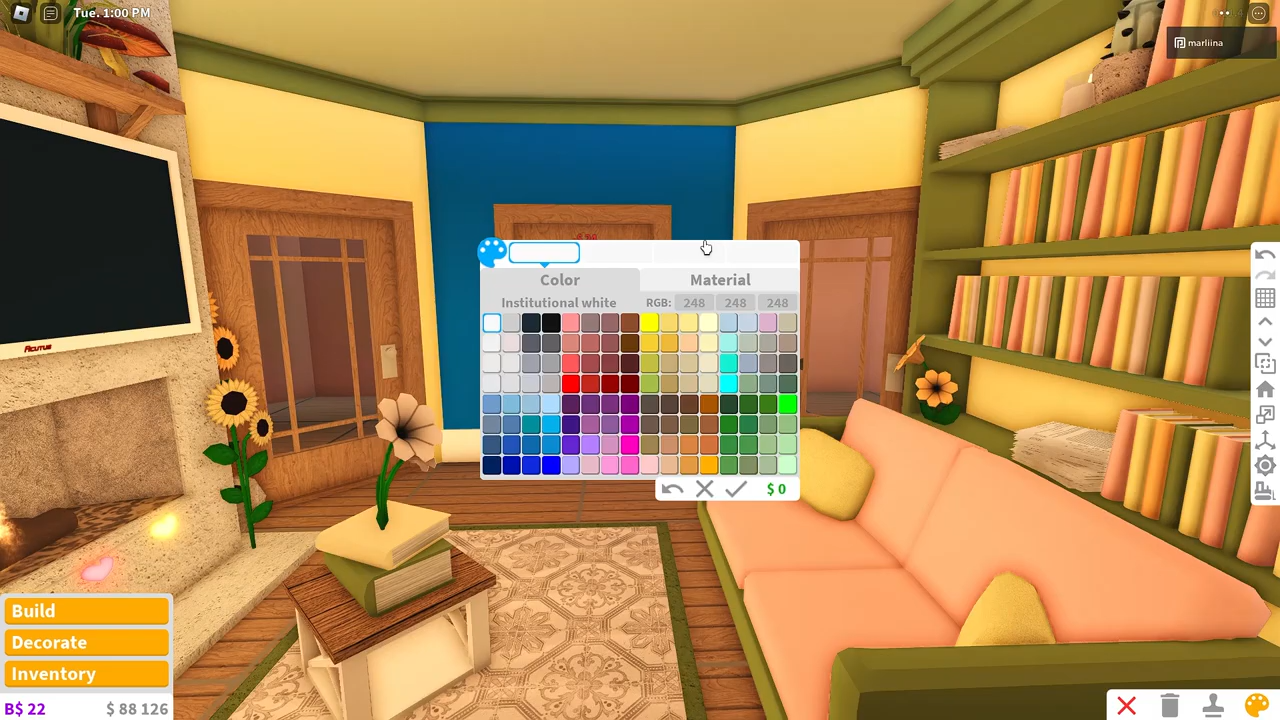 Tue. 1:00 PM
marliina
Color
Material
Institutional white
RGB: 248 248 248
$ 0
Acutus
Build
Decorate
Inventory
B$ 22
$ 88 126